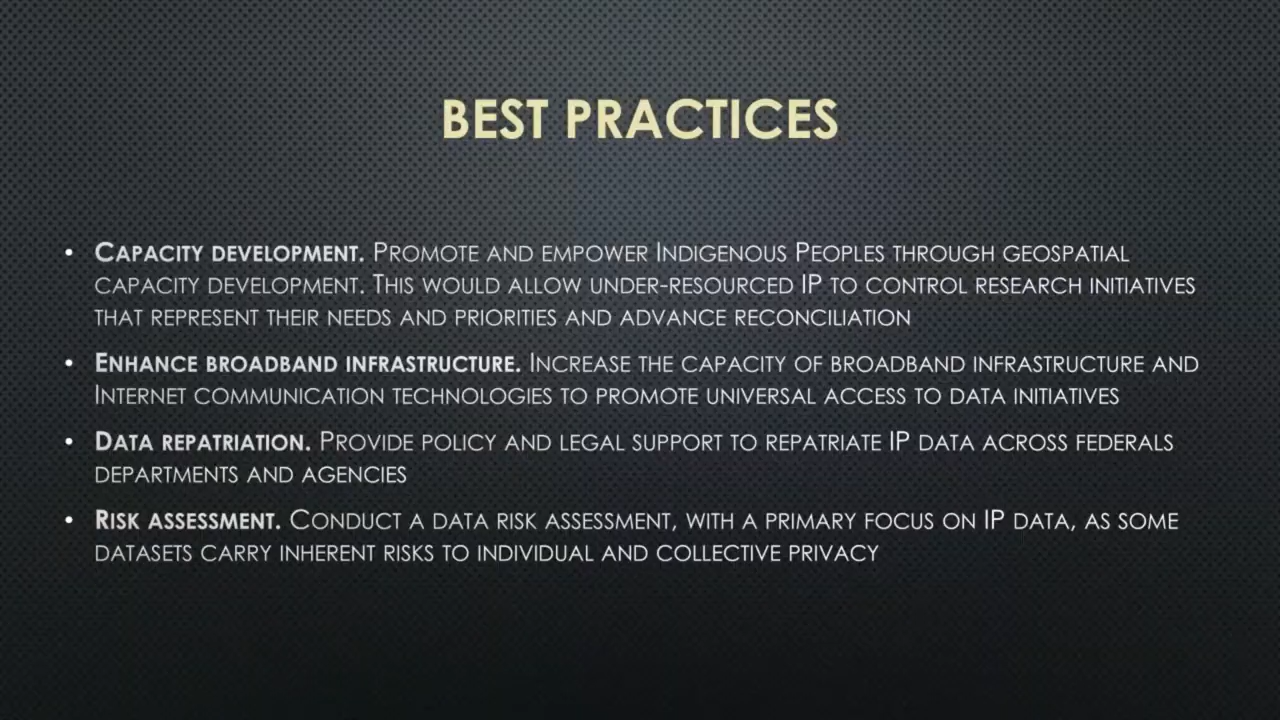 BEST PRACTICES
• Capacity development. Promote and empower Indigenous Peoples through geospatial
capacity development. This would allow under-resourced IP to control research initiatives
that represent their needs and priorities and advance reconciliation
• Enhance broadband infrastructure. Increase the capacity of broadband infrastructure and
Internet communication technologies to promote universal access to data initiatives
• Data repatriation. Provide policy and legal support to repatriate IP data across federals
departments and agencies
• Risk assessment. Conduct a data risk assessment, with a primary focus on IP data, as some
datasets carry inherent risks to individual and collective privacy